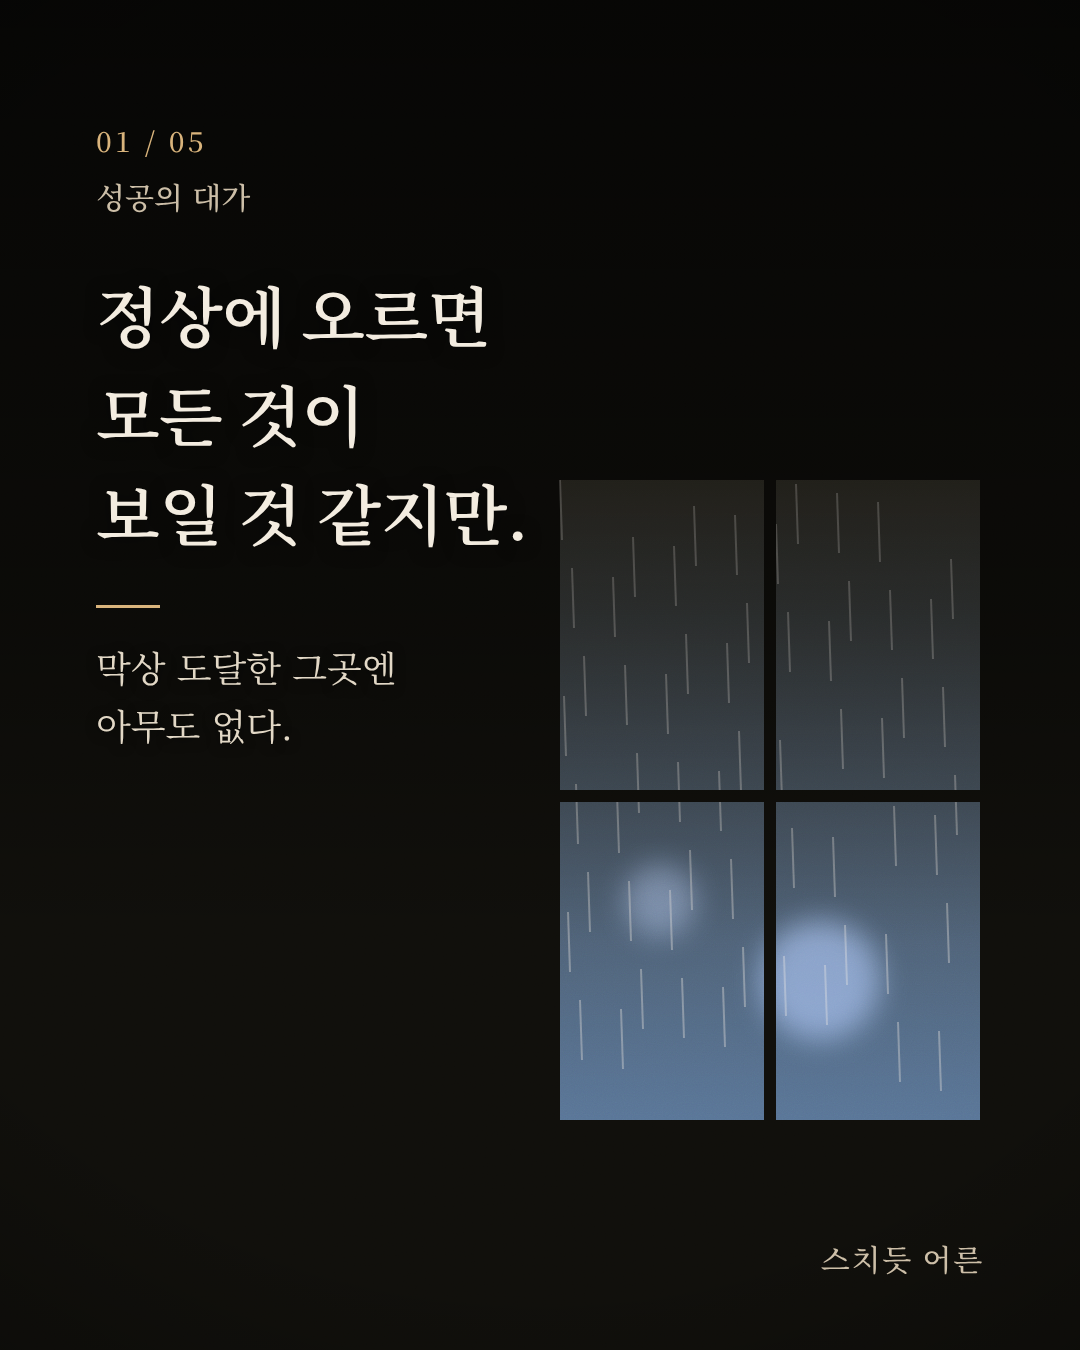 01 / 05
성공의 대가
정상에 오르면
모든 것이
보일 것 같지만.
막상 도달한 그곳엔
아무도 없다.
스치듯 어른